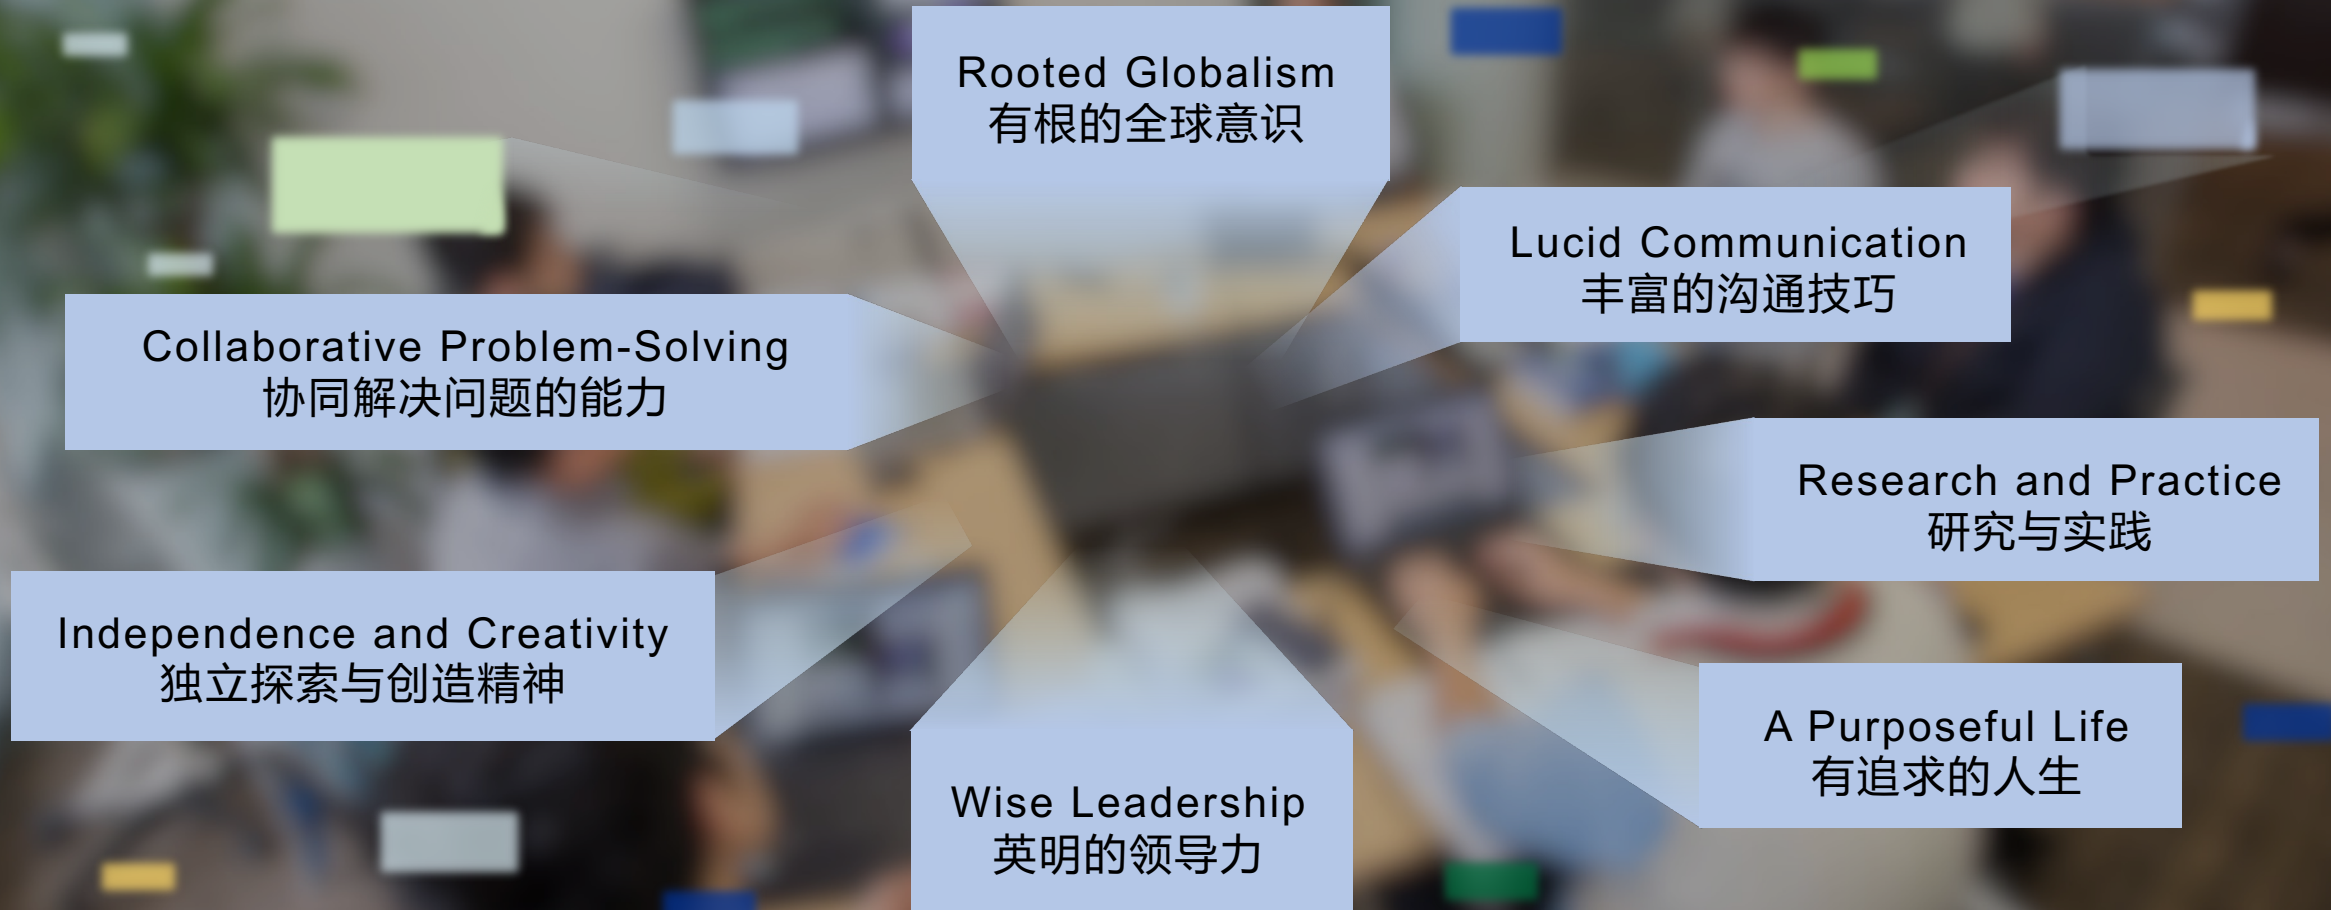 Rooted Globalism
有根的全球意识
Lucid Communication
丰富的沟通技巧
Collaborative Problem-Solving
协同解决问题的能力
Research and Practice
研究与实践
Independence and Creativity
独立探索与创造精神
A Purposeful Life
有追求的人生
Wise Leadership
英明的领导力